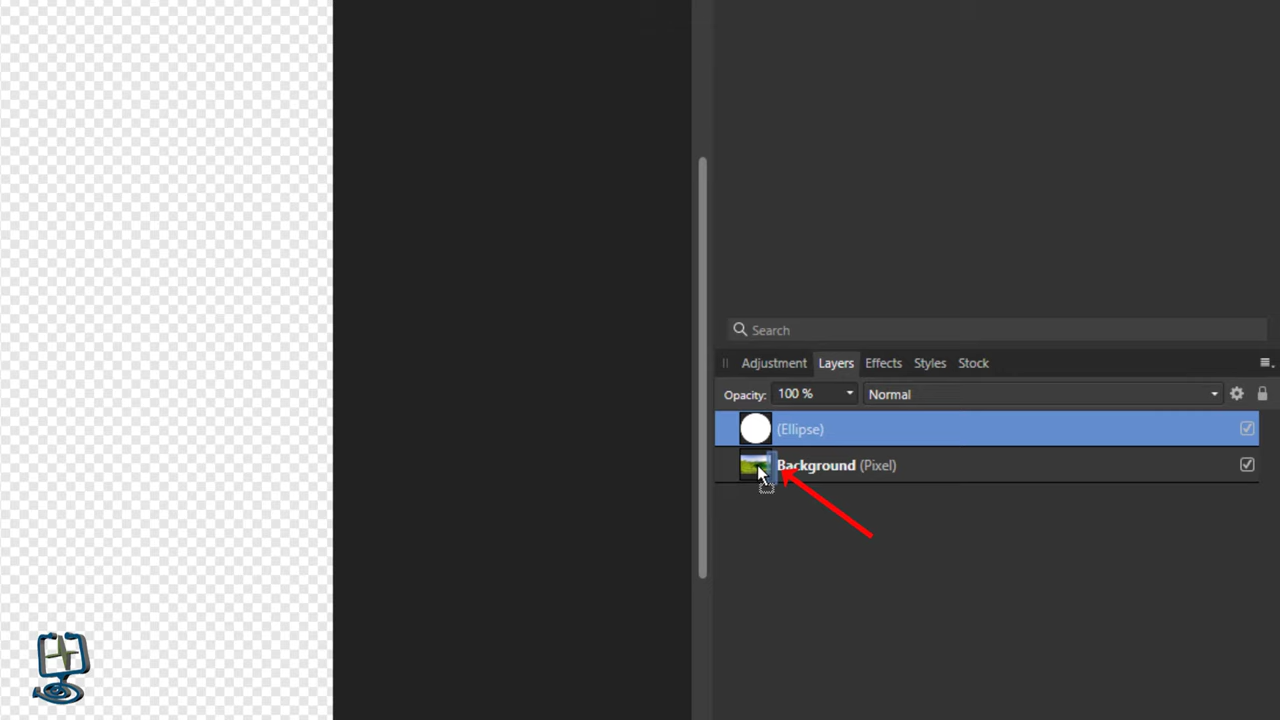 Search
Adjustment Layers Effects Styles Stock
Opacity: 100 % Normal
(Ellipse)
Background (Pixel)